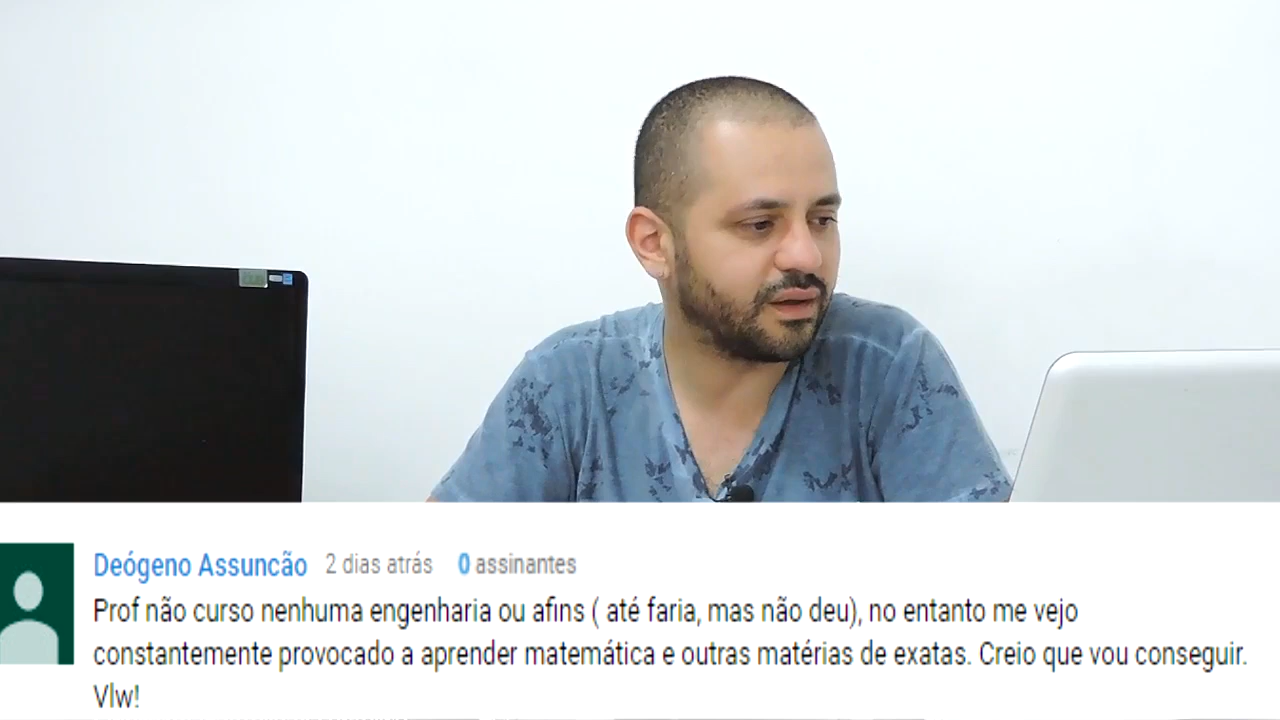 Deógeno Assuncão 2 dias atrás 0 assinantes
Prof não curso nenhuma engenharia ou afins ( até faria, mas não deu), no entanto me vejo
constantemente provocado a aprender matemática e outras matérias de exatas. Creio que vou conseguir.
Vlw!